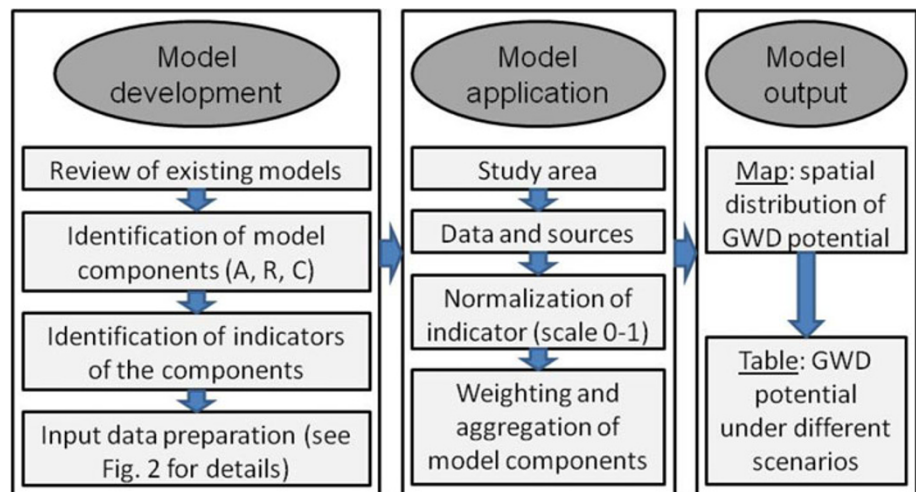 Model
development
Review of existing models
Identification of model
components (A, R, C)
Identification of indicators
of the components
Input data preparation (see
Fig. 2 for details)
Model
application
Study area
Data and sources
Normalization of
indicator (scale 0-1)
Weighting and
aggregation of
model components
Model
output
Map: spatial
distribution of
GWD potential
Table: GWD
potential
under different
scenarios